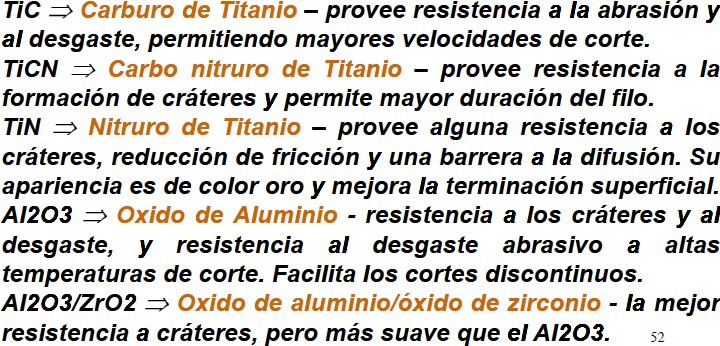 TiC ⇒ Carburo de Titanio – provee resistencia a la abrasión y
al desgaste, permitiendo mayores velocidades de corte.
TiCN ⇒ Carbo nitruro de Titanio – provee resistencia a la
formación de cráteres y permite mayor duración del filo.
TiN ⇒ Nitruro de Titanio – provee alguna resistencia a los
cráteres, reducción de fricción y una barrera a la difusión. Su
apariencia es de color oro y mejora la terminación superficial.
Al2O3 ⇒ Oxido de Aluminio - resistencia a los cráteres y al
desgaste, y resistencia al desgaste abrasivo a altas
temperaturas de corte. Facilita los cortes discontinuos.
Al2O3/ZrO2 ⇒ Oxido de aluminio/óxido de zirconio - la mejor
resistencia a cráteres, pero más suave que el Al2O3. 52